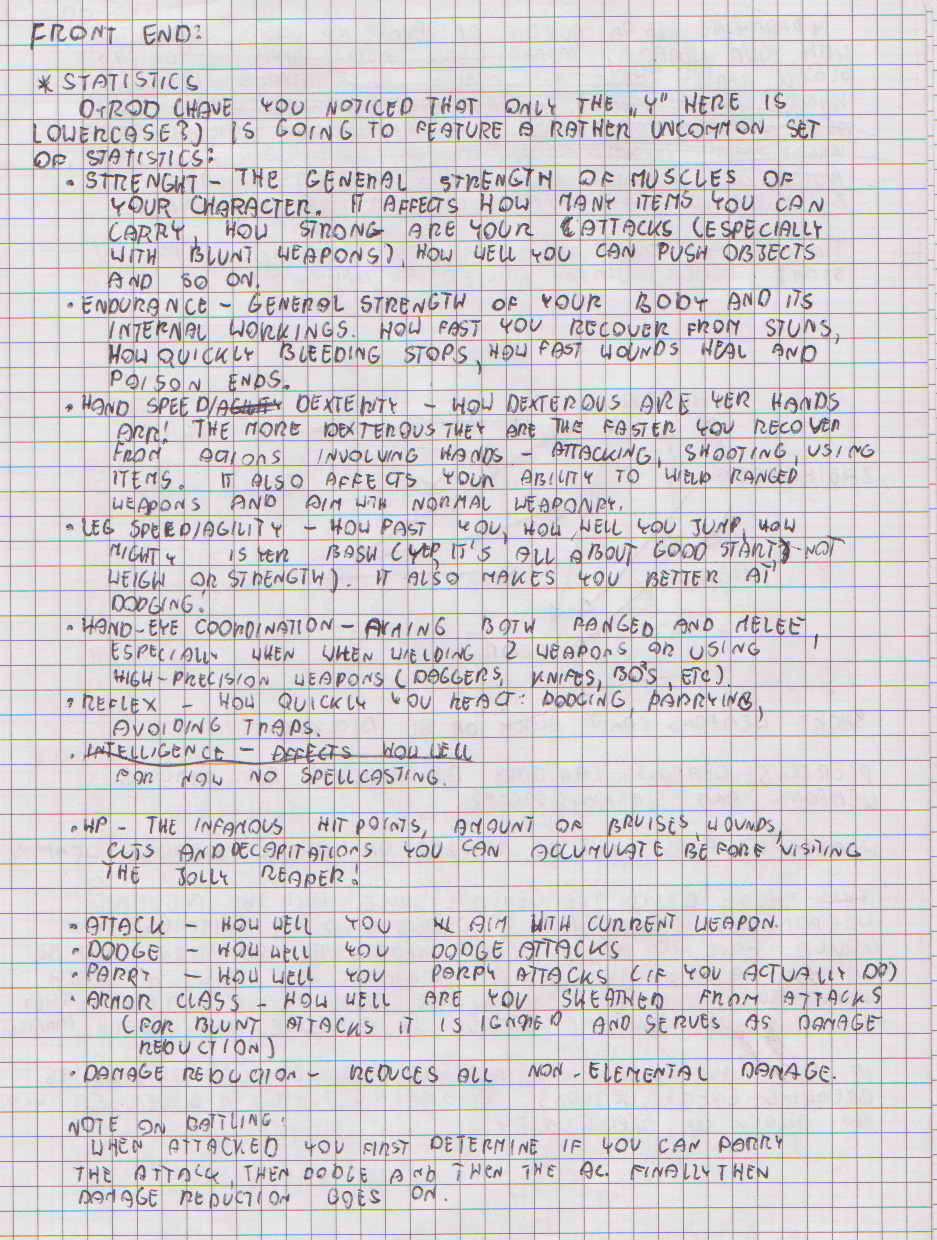 FRONT END:
* STATISTICS
DyROD (HAVE YOU NOTICED THAT ONLY THE „Y" HERE IS
LOWERCASE?) IS GOING TO FEATURE A RATHER UNCOMMON SET
OF STATISTICS:
• STRENGHT – THE GENERAL STRENGTH OF MUSCLES OF
YOUR CHARACTER. IT AFFECTS HOW MANY ITEMS YOU CAN
CARRY, HOW STRONG ARE YOUR ATTACKS (ESPECIALLY
WITH BLUNT WEAPONS), HOW WELL YOU CAN PUSH OBJECTS
AND SO ON.
• ENDURANCE – GENERAL STRENGTH OF YOUR BODY AND ITS
INTERNAL WORKINGS. HOW FAST YOU RECOVER FROM STUNS,
HOW QUICKLY BLEEDING STOPS, HOW FAST WOUNDS HEAL AND
POISON ENDS.
• HAND SPEED/AGILITY DEXTERITY – HOW DEXTEROUS ARE YER HANDS
ARR! THE MORE DEXTEROUS THEY ARE THE FASTER YOU RECOVER
FROM ACTIONS INVOLVING HANDS – ATTACKING, SHOOTING, USING
ITEMS. IT ALSO AFFECTS YOUR ABILITY TO WIELD RANGED
WEAPONS AND AIM WITH NORMAL WEAPONRY.
• LEG SPEED/AGILITY – HOW FAST YOU, HOW WELL YOU JUMP, HOW
MIGHTY IS YER BASH (YEP, IT'S ALL ABOUT GOOD START) – NOT
WEIGH OR STRENGTH). IT ALSO MAKES YOU BETTER AT
DODGING!
• HAND-EYE COORDINATION – AIMING BOTH RANGED AND MELEE,
ESPECIALLY WHEN WHEN WIELDING 2 WEAPONS OR USING
HIGH-PRECISION WEAPONS (DAGGERS, KNIFES, BO'S, ETC).
• REFLEX – HOW QUICKLY YOU REACT: DODGING, PARRYING,
AVOIDING TRAPS.
• INTELLIGENCE – AFFECTS HOW WELL
FOR NOW NO SPELLCASTING.
• HP – THE INFAMOUS HIT POINTS, AMOUNT OF BRUISES, WOUNDS,
CUTS AND DECAPITATIONS YOU CAN ACCUMULATE BEFORE VISITING
THE JOLLY REAPER!
• ATTACK – HOW WELL YOU AIM WITH CURRENT WEAPON.
• DODGE – HOW WELL YOU DODGE ATTACKS
• PARRY – HOW WELL YOU PARRY ATTACKS (IF YOU ACTUALLY DO)
• ARMOR CLASS – HOW WELL ARE YOU SHEATHED FROM ATTACKS
(FOR BLUNT ATTACKS IT IS IGNORED AND SERVES AS DAMAGE
REDUCTION)
• DAMAGE REDUCTION – REDUCES ALL NON-ELEMENTAL DAMAGE.
NOTE ON BATTLING:
WHEN ATTACKED YOU FIRST DETERMINE IF YOU CAN PARRY
THE ATTACK, THEN DODGE AND THEN THE AC. FINALLY THEN
DAMAGE REDUCTION GOES ON.